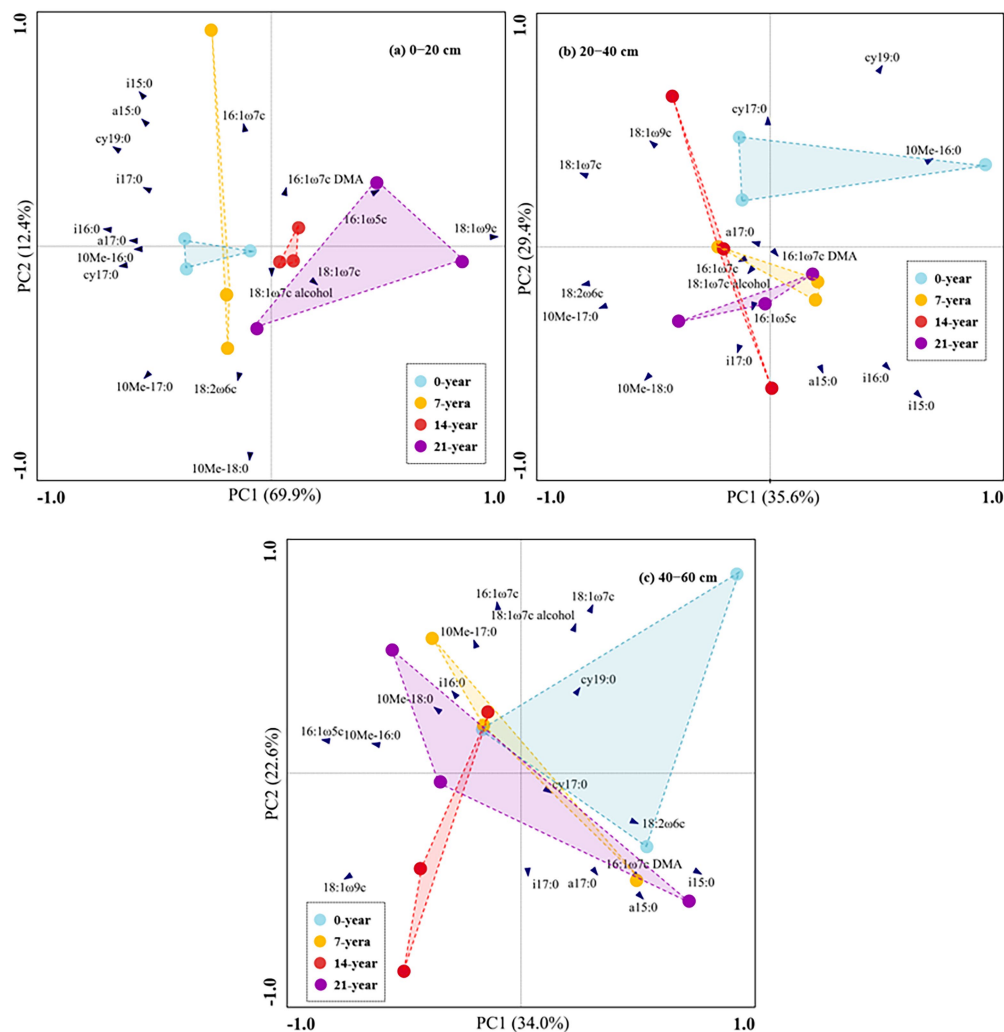 1.0
(a) 0−20 cm
i15:0
a15:0
16:1ω7c
cy19:0
i17:0
16:1ω7c DMA
16:1ω5c
i16:0
18:1ω9c
a17:0
10Me-16:0
cy17:0
18:1ω7c
18:1ω7c alcohol
10Me-17:0
18:2ω6c
10Me-18:0
0-year
7-yera
14-year
21-year
PC2 (12.4%)
-1.0
-1.0
PC1 (69.9%)
1.0
1.0
(b) 20−40 cm
cy19:0
cy17:0
18:1ω9c
18:1ω7c
10Me-16:0
a17:0
16:1ω7c DMA
16:1ω7c
18:1ω7c alcohol
18:2ω6c
10Me-17:0
16:1ω5c
i17:0
10Me-18:0
a15:0
i16:0
i15:0
0-year
7-yera
14-year
21-year
PC2 (29.4%)
-1.0
-1.0
PC1 (35.6%)
1.0
1.0
(c) 40−60 cm
16:1ω7c
18:1ω7c
18:1ω7c alcohol
10Me-17:0
i16:0
cy19:0
10Me-18:0
16:1ω5c
10Me-16:0
cy17:0
18:2ω6c
16:1ω7c DMA
i15:0
i17:0
a17:0
a15:0
18:1ω9c
0-year
7-yera
14-year
21-year
PC2 (22.6%)
-1.0
-1.0
PC1 (34.0%)
1.0